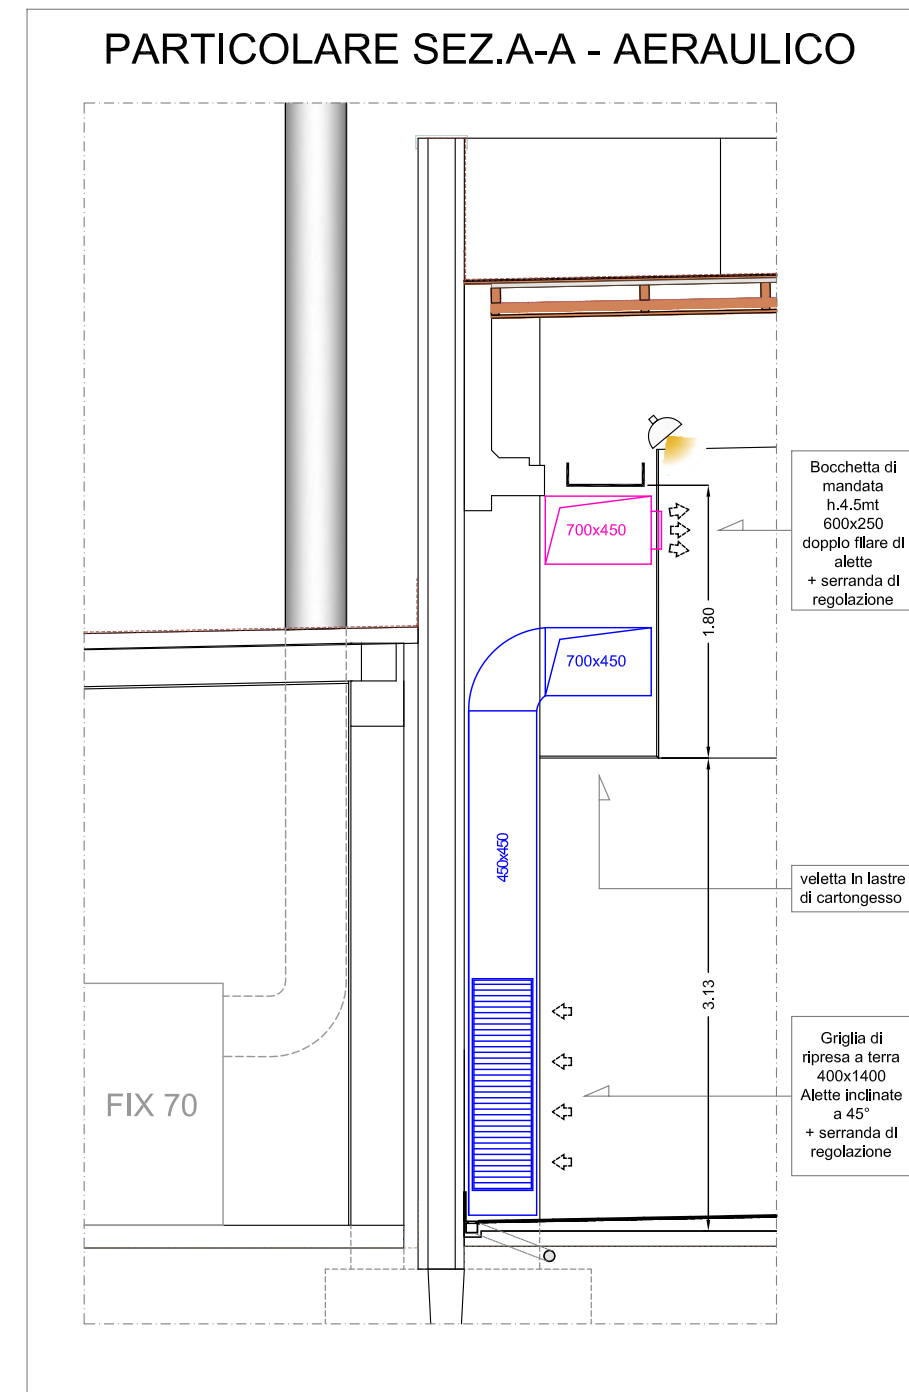 PARTICOLARE SEZ.A-A - AERAULICO
Bocchetta di
mandata
h.4.5mt
600x250
doppio filare di
alette
+ serranda di
regolazione
700x450
1.80
700x450
450x450
veletta in lastre
di cartongesso
3.13
Griglia di
ripresa a terra
400x1400
Alette inclinate
a 45°
+ serranda di
regolazione
FIX 70